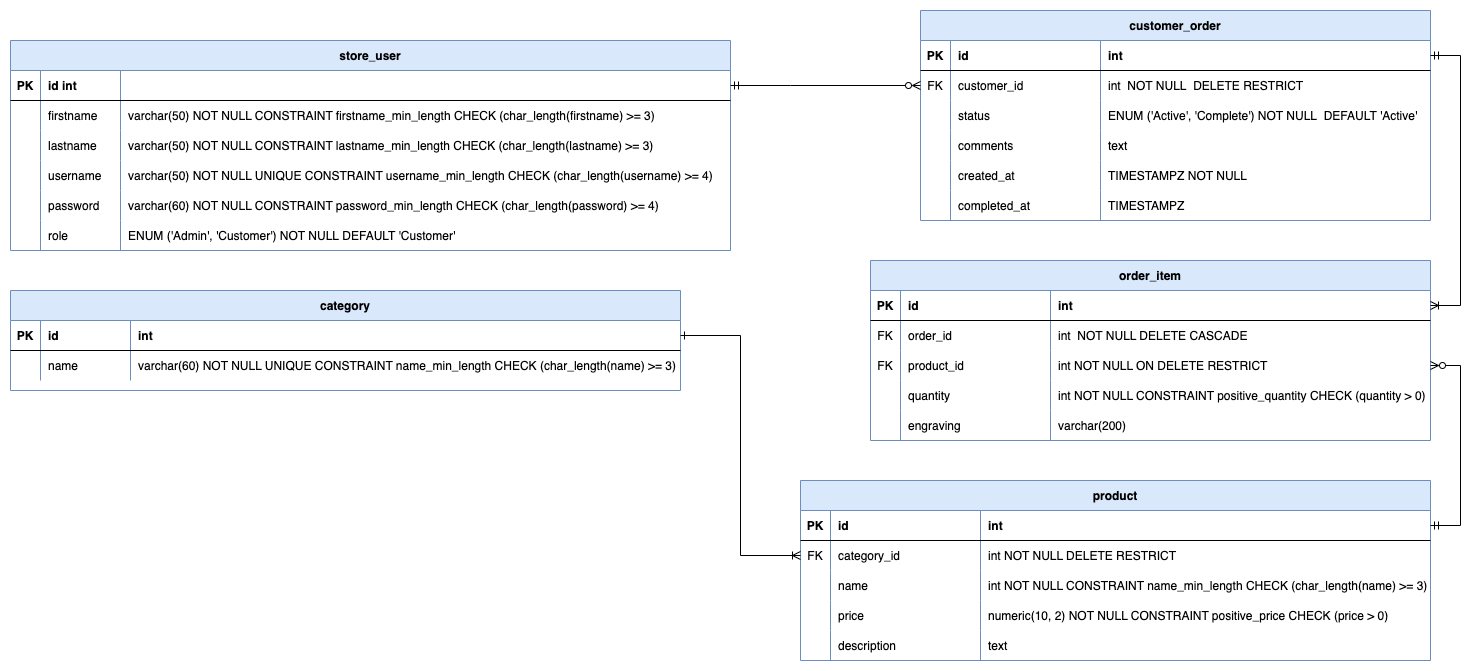 store_user
PK id int
firstname varchar(50) NOT NULL CONSTRAINT firstname_min_length CHECK (char_length(firstname) >= 3)
lastname varchar(50) NOT NULL CONSTRAINT lastname_min_length CHECK (char_length(lastname) >= 3)
username varchar(50) NOT NULL UNIQUE CONSTRAINT username_min_length CHECK (char_length(username) >= 4)
password varchar(60) NOT NULL CONSTRAINT password_min_length CHECK (char_length(password) >= 4)
role ENUM ('Admin', 'Customer') NOT NULL DEFAULT 'Customer'
customer_order
PK id int
FK customer_id int NOT NULL DELETE RESTRICT
status ENUM ('Active', 'Complete') NOT NULL DEFAULT 'Active'
comments text
created_at TIMESTAMPZ NOT NULL
completed_at TIMESTAMPZ
category
PK id int
name varchar(60) NOT NULL UNIQUE CONSTRAINT name_min_length CHECK (char_length(name) >= 3)
order_item
PK id int
FK order_id int NOT NULL DELETE CASCADE
FK product_id int NOT NULL ON DELETE RESTRICT
quantity int NOT NULL CONSTRAINT positive_quantity CHECK (quantity > 0)
engraving varchar(200)
product
PK id int
FK category_id int NOT NULL DELETE RESTRICT
name int NOT NULL CONSTRAINT name_min_length CHECK (char_length(name) >= 3)
price numeric(10, 2) NOT NULL CONSTRAINT positive_price CHECK (price > 0)
description text